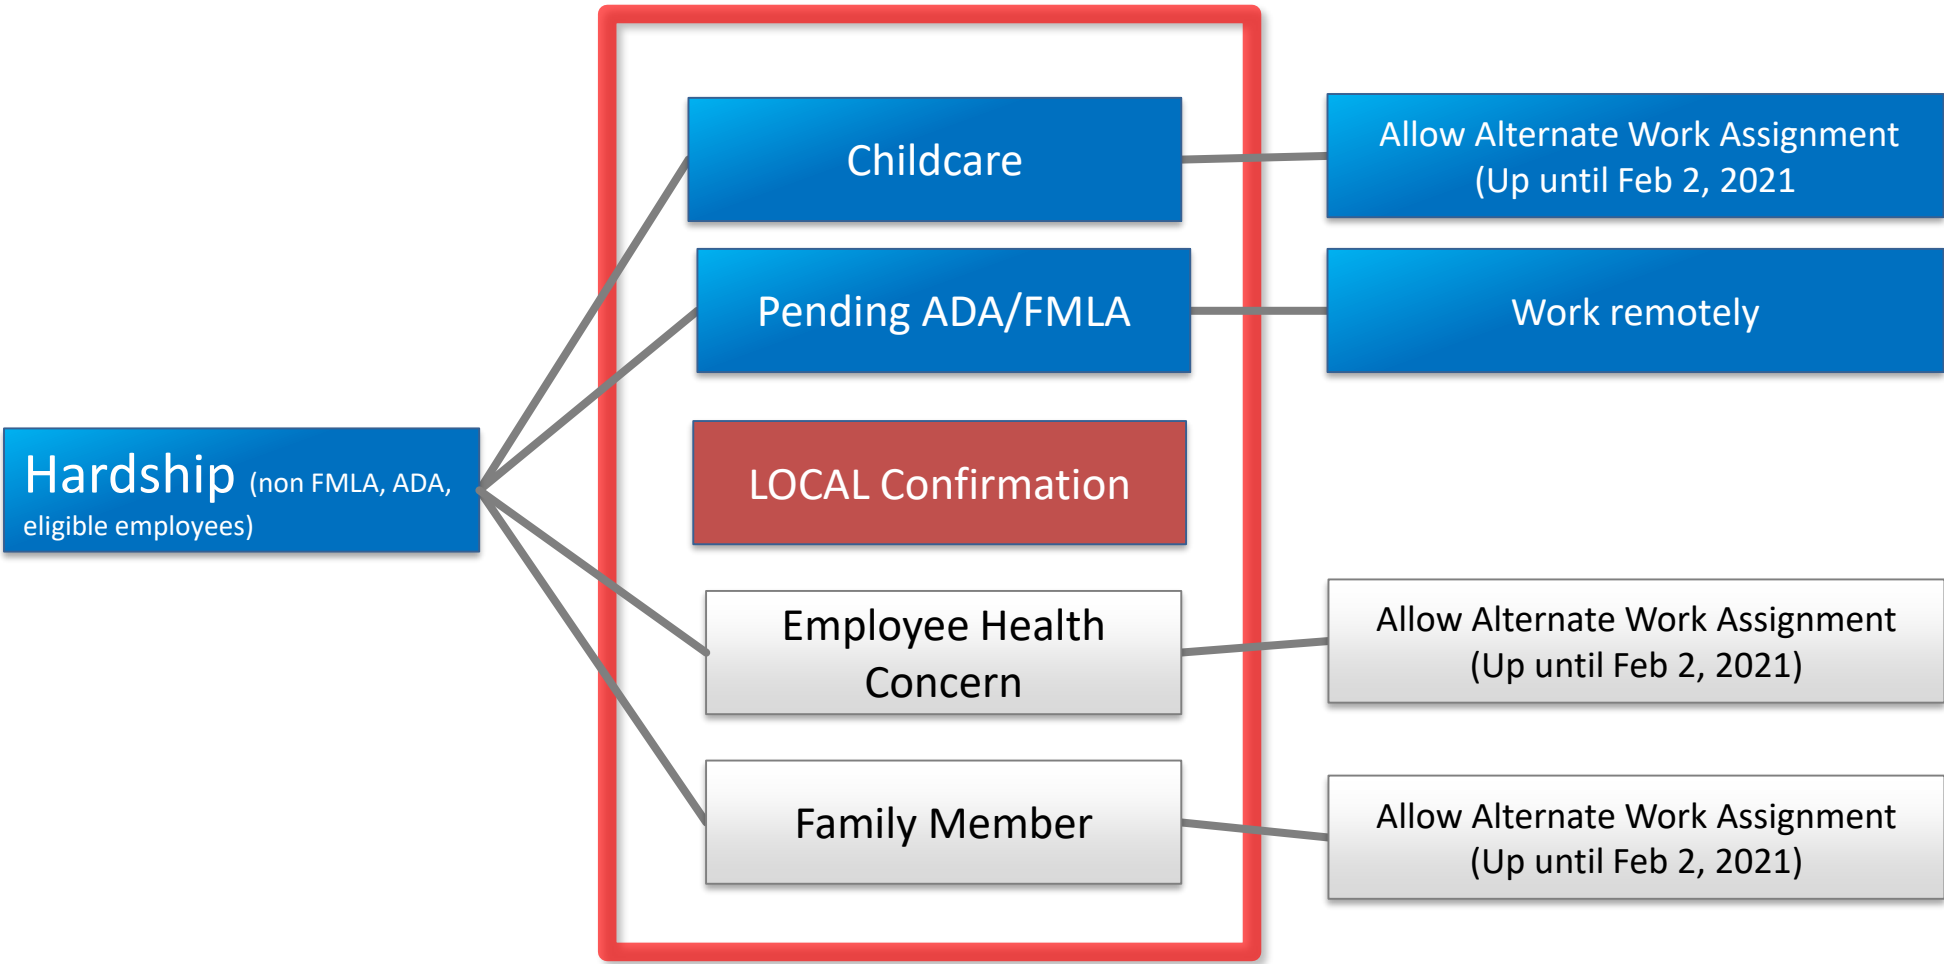 Childcare
Allow Alternate Work Assignment
(Up until Feb 2, 2021
Pending ADA/FMLA
Work remotely
Hardship (non FMLA, ADA,
eligible employees)
LOCAL Confirmation
Employee Health
Concern
Allow Alternate Work Assignment
(Up until Feb 2, 2021)
Family Member
Allow Alternate Work Assignment
(Up until Feb 2, 2021)